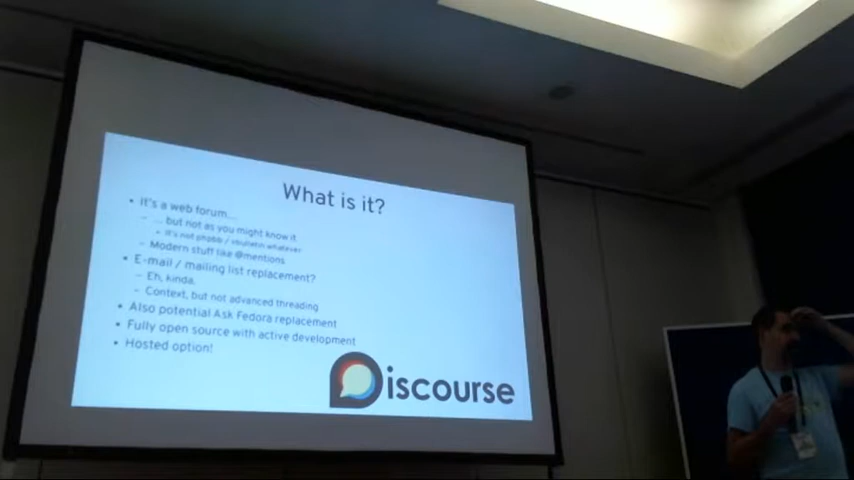 What is it?
• It's a web forum...
– ... but not as you might know it
• It's not phpbb / vbulletin whatever
– Modern stuff like @mentions
• E-mail / mailing list replacement?
– Eh, kinda.
– Context, but not advanced threading
• Also potential Ask Fedora replacement
• Fully open source with active development
• Hosted option!
Discourse